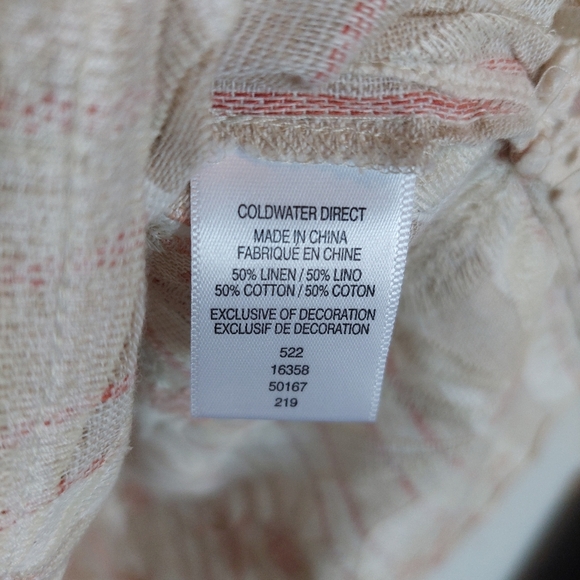 COLDWATER DIRECT
MADE IN CHINA
FABRIQUE EN CHINE
50% LINEN / 50% LINO
50% COTTON / 50% COTON
EXCLUSIVE OF DECORATION
EXCLUSIF DE DECORATION
522
16358
50167
219